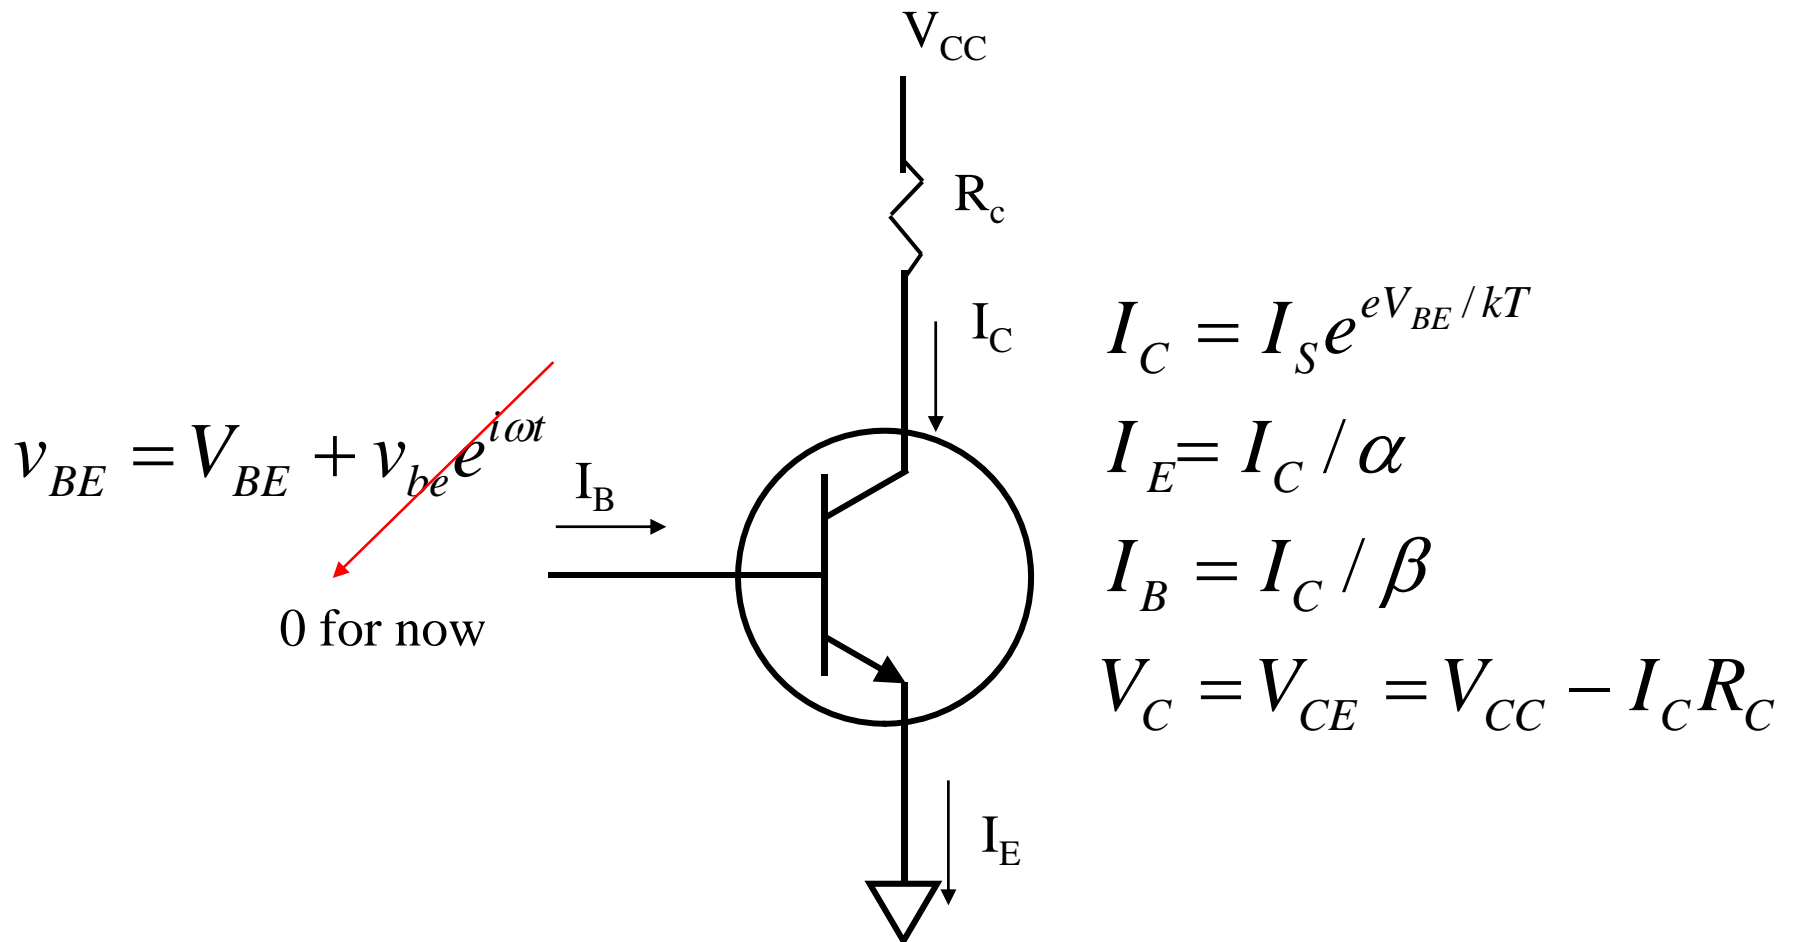 V_CC
R_c
I_C
I_C = I_S e^{eV_BE / kT}
v_BE = V_BE + v_be e^{iωt}
I_B
I_E = I_C / α
I_B = I_C / β
0 for now
V_C = V_CE = V_CC − I_C R_C
I_E